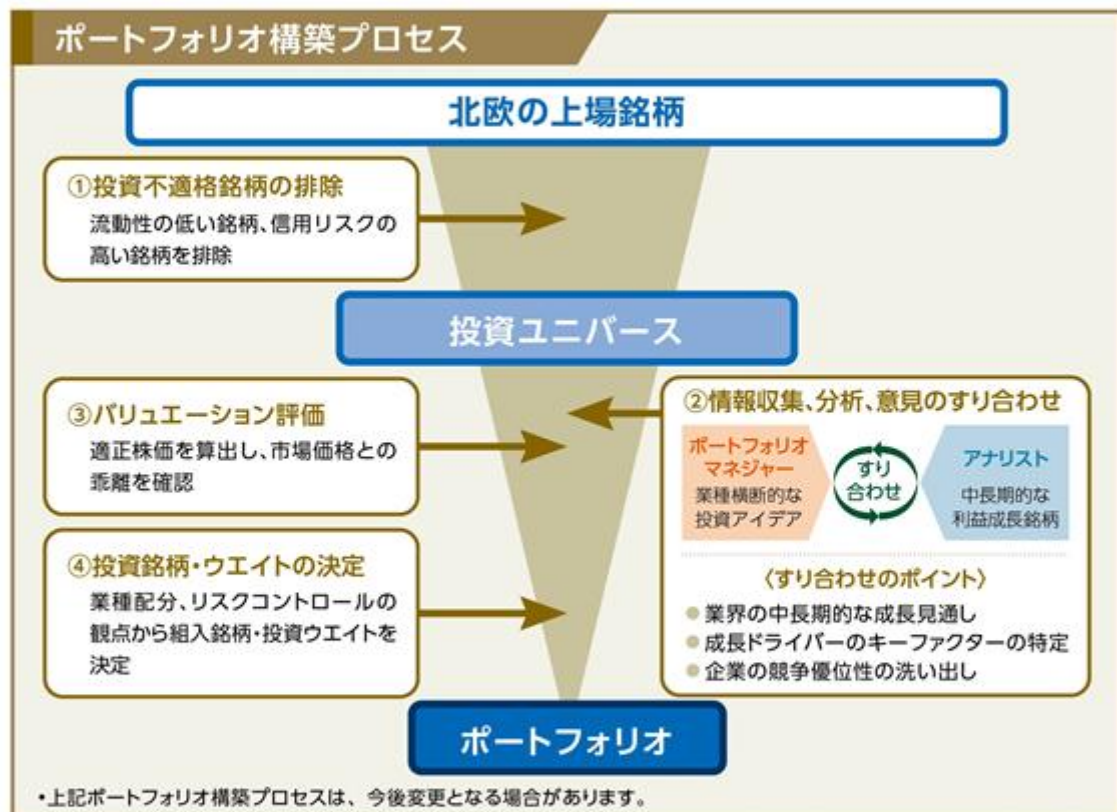 ポートフォリオ構築プロセス
北欧の上場銘柄
①投資不適格銘柄の排除
流動性の低い銘柄、信用リスクの
高い銘柄を排除
投資ユニバース
②情報収集、分析、意見のすり合わせ
ポートフォリオ
マネジャー
業種横断的な
投資アイデア
すり
合わせ
アナリスト
中長期的な
利益成長銘柄
〈すり合わせのポイント〉
●業界の中長期的な成長見通し
●成長ドライバーのキーファクターの特定
●企業の競争優位性の洗い出し
③バリュエーション評価
適正株価を算出し、市場価格との
乖離を確認
④投資銘柄・ウエイトの決定
業種配分、リスクコントロールの
観点から組入銘柄・投資ウエイトを
決定
ポートフォリオ
・上記ポートフォリオ構築プロセスは、今後変更となる場合があります。